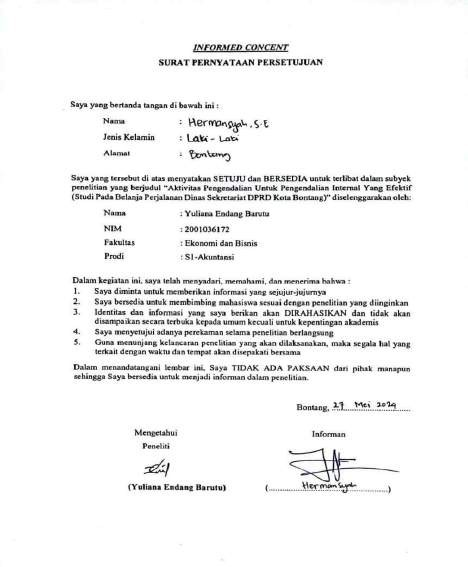 INFORMED CONCENT
SURAT PERNYATAAN PERSETUJUAN
Saya yang bertanda tangan di bawah ini :
Nama : Hermansyah, S.E
Jenis Kelamin : Laki - Laki
Alamat : Bontang
Saya yang tersebut di atas menyatakan SETUJU dan BERSEDIA untuk terlibat dalam subyek
penelitian yang berjudul "Aktivitas Pengendalian Untuk Pengendalian Internal Yang Efektif
(Studi Pada Belanja Perjalanan Dinas Sekretariat DPRD Kota Bontang)" diselenggarakan oleh:
Nama : Yuliana Endang Barutu
NIM : 2001036172
Fakultas : Ekonomi dan Bisnis
Prodi : S1-Akuntansi
Dalam kegiatan ini, saya telah menyadari, memahami, dan menerima bahwa :
1. Saya diminta untuk memberikan informasi yang sejujur-jujurnya
2. Saya bersedia untuk membimbing mahasiswa sesuai dengan penelitian yang diinginkan
3. Identitas dan informasi yang saya berikan akan DIRAHASIKAN dan tidak akan
disampaikan secara terbuka kepada umum kecuali untuk kepentingan akademis
4. Saya menyetujui adanya perekaman selama penelitian berlangsung
5. Guna menunjang kelancaran penelitian yang akan dilaksanakan, maka segala hal yang
terkait dengan waktu dan tempat akan disepakati bersama
Dalam menandatangani lembar ini, Saya TIDAK ADA PAKSAAN dari pihak manapun
sehingga Saya bersedia untuk menjadi informan dalam penelitian.
Bontang, 27 Mei 2024
Mengetahui
Peneliti
Informan
(Yuliana Endang Barutu)
(Hermansyah)